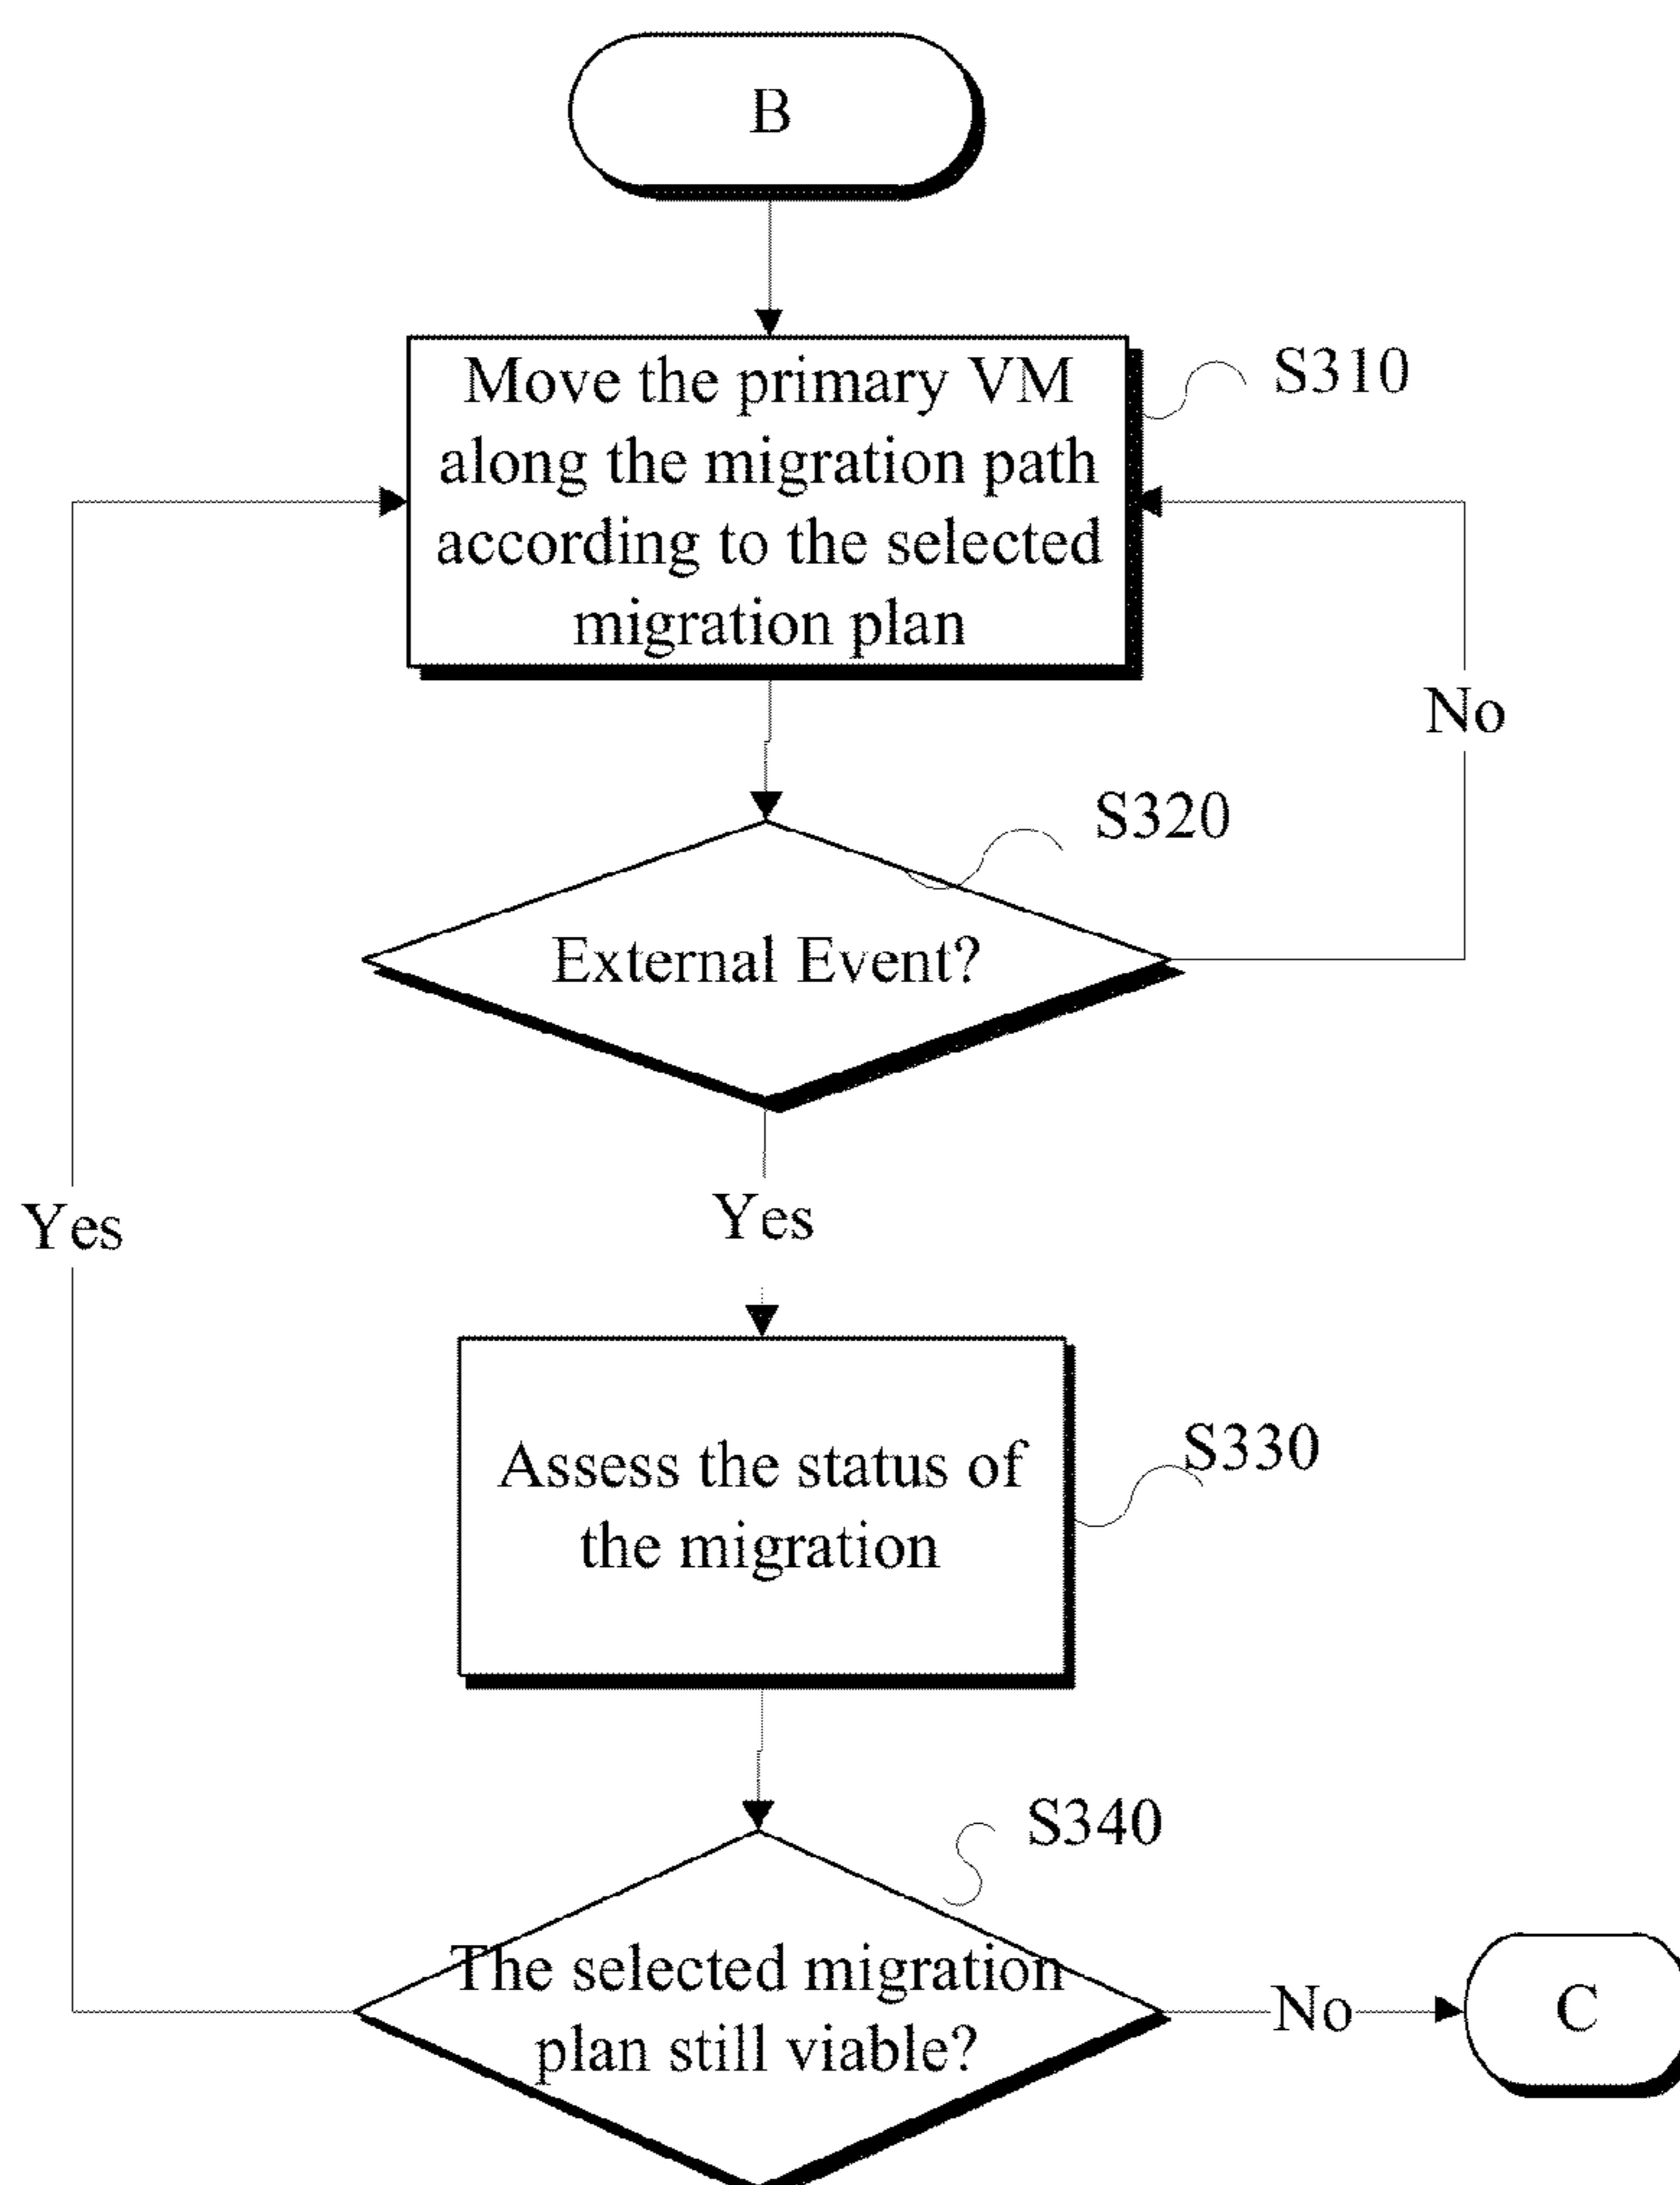 B
Move the primary VM
along the migration path
according to the selected
migration plan
S310
No
S320
External Event?
Yes
Yes
S330
Assess the status of
the migration
S340
The selected migration
plan still viable?
No
C